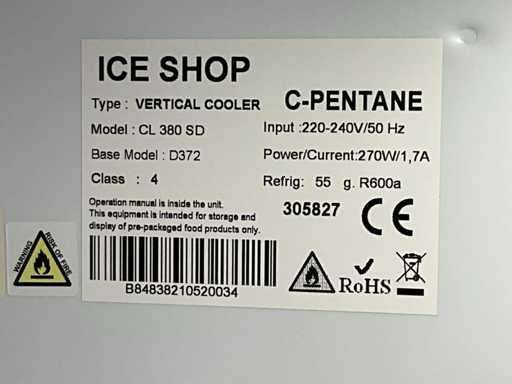 ICE SHOP
Type : VERTICAL COOLER C-PENTANE
Model : CL 380 SD Input :220-240V/50 Hz
Base Model : D372 Power/Current:270W/1,7A
Class : 4 Refrig: 55 g. R600a
Operation manual is inside the unit.
This equipment is intended for storage and
display of pre-packaged food products only.
305827 CE
WARNING
RISK OF FIRE
B84838210520034
RoHS